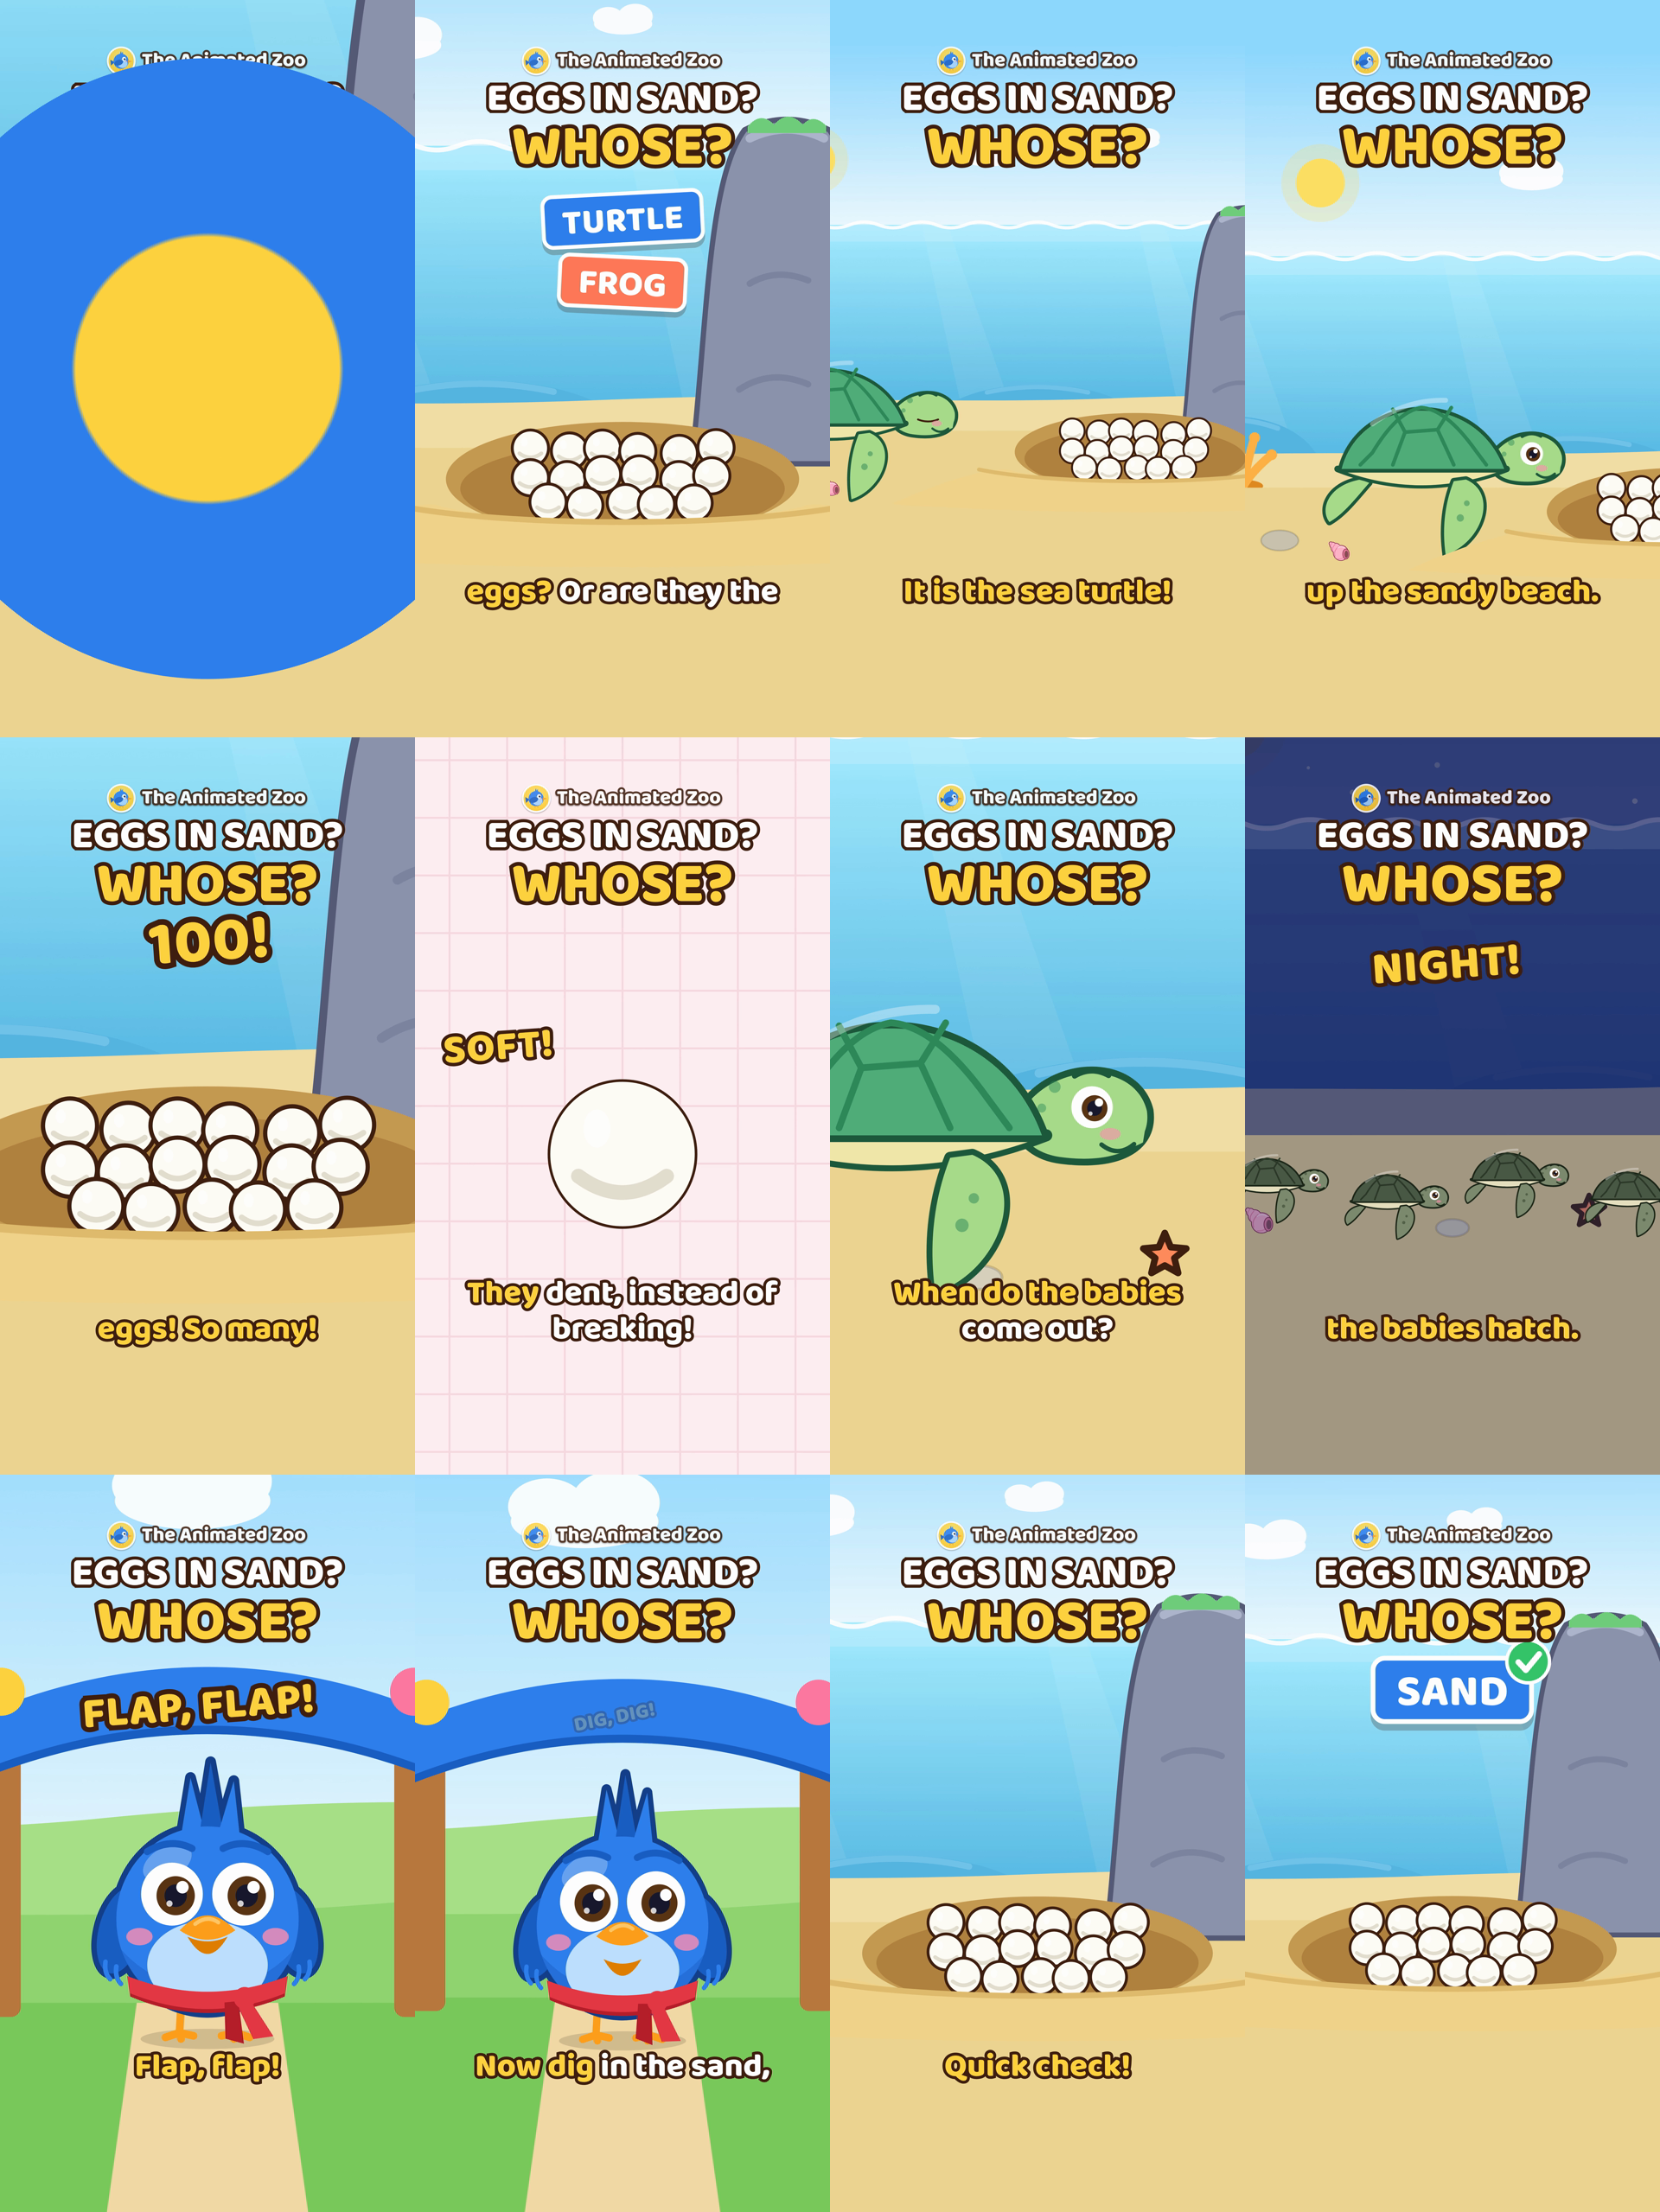 The Animated Zoo
The Animated Zoo
EGGS IN SAND?
WHOSE?
TURTLE
FROG
eggs? Or are they the
The Animated Zoo
EGGS IN SAND?
WHOSE?
It is the sea turtle!
The Animated Zoo
EGGS IN SAND?
WHOSE?
up the sandy beach.
The Animated Zoo
EGGS IN SAND?
WHOSE?
100!
eggs! So many!
The Animated Zoo
EGGS IN SAND?
WHOSE?
SOFT!
They dent, instead of
breaking!
The Animated Zoo
EGGS IN SAND?
WHOSE?
When do the babies
come out?
The Animated Zoo
EGGS IN SAND?
WHOSE?
NIGHT!
the babies hatch.
The Animated Zoo
EGGS IN SAND?
WHOSE?
FLAP, FLAP!
Flap, flap!
The Animated Zoo
EGGS IN SAND?
WHOSE?
DIG, DIG!
Now dig in the sand,
The Animated Zoo
EGGS IN SAND?
WHOSE?
Quick check!
The Animated Zoo
EGGS IN SAND?
WHOSE?
SAND